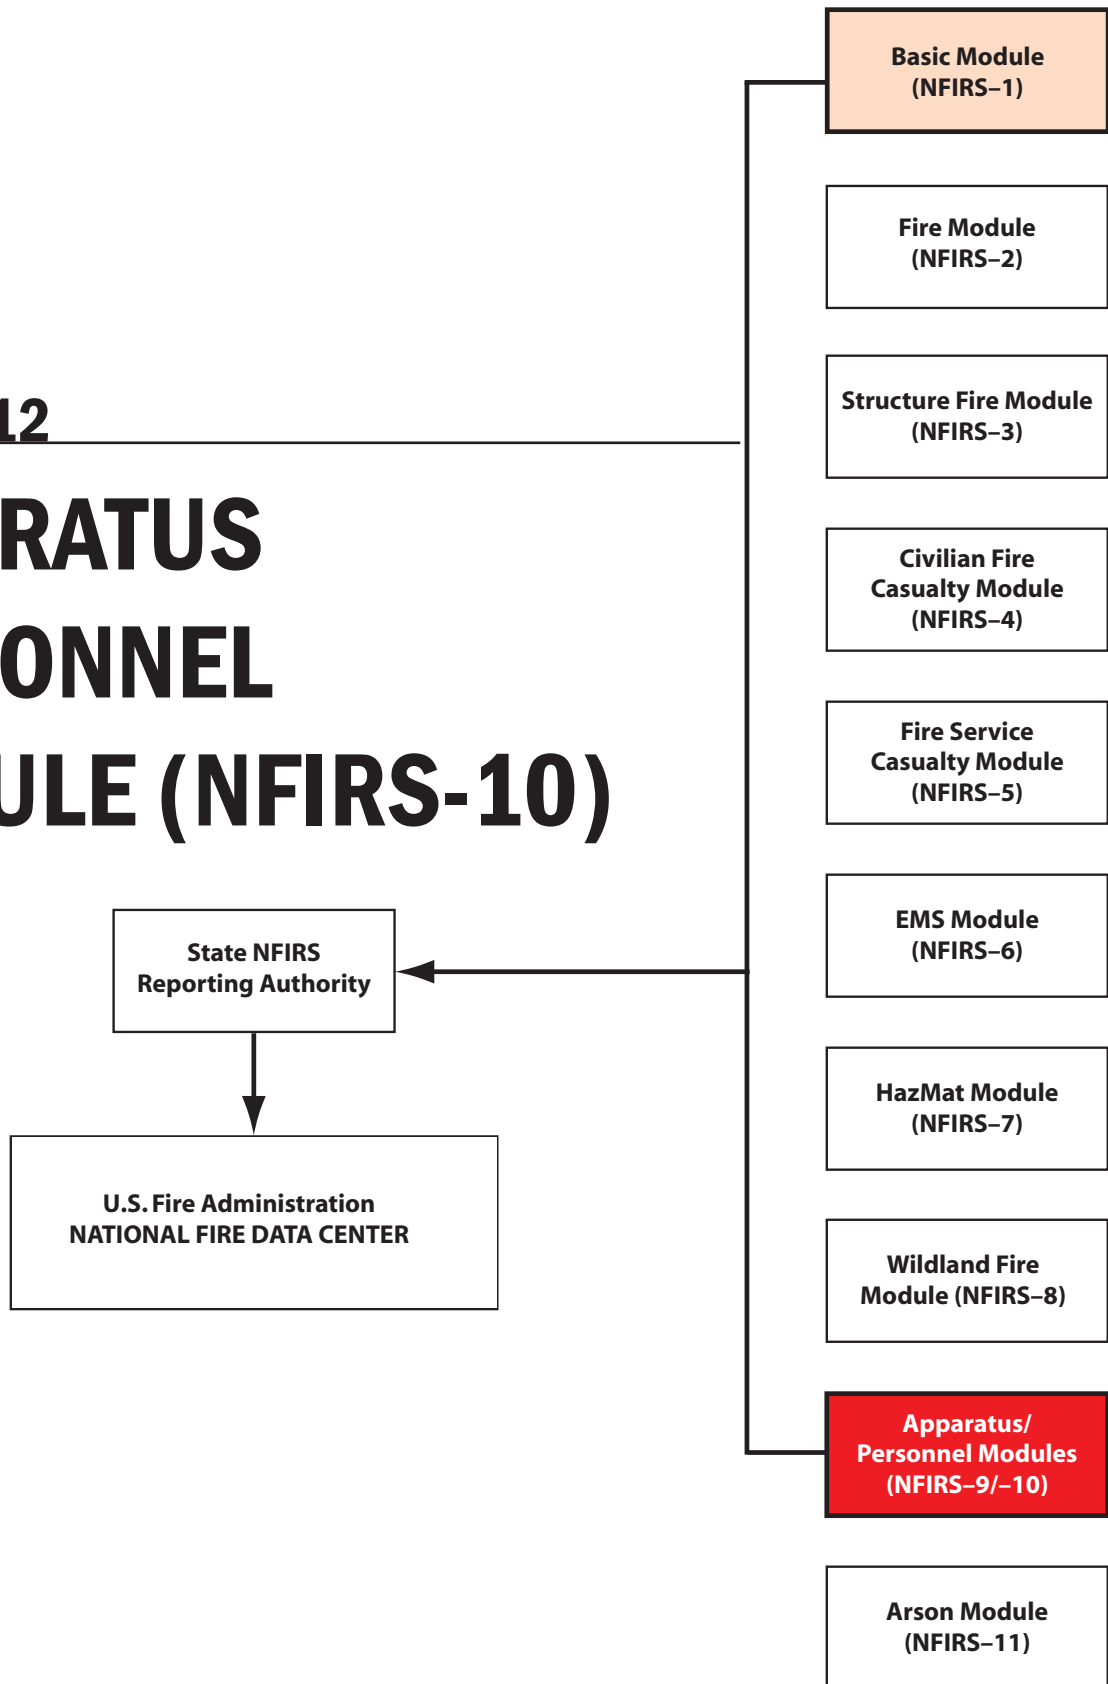 12
RATUS
ONNEL
ULE (NFIRS-10)
State NFIRS
Reporting Authority
U.S. Fire Administration
NATIONAL FIRE DATA CENTER
Basic Module
(NFIRS–1)
Fire Module
(NFIRS–2)
Structure Fire Module
(NFIRS–3)
Civilian Fire
Casualty Module
(NFIRS–4)
Fire Service
Casualty Module
(NFIRS–5)
EMS Module
(NFIRS–6)
HazMat Module
(NFIRS–7)
Wildland Fire
Module (NFIRS–8)
Apparatus/
Personnel Modules
(NFIRS–9/–10)
Arson Module
(NFIRS–11)